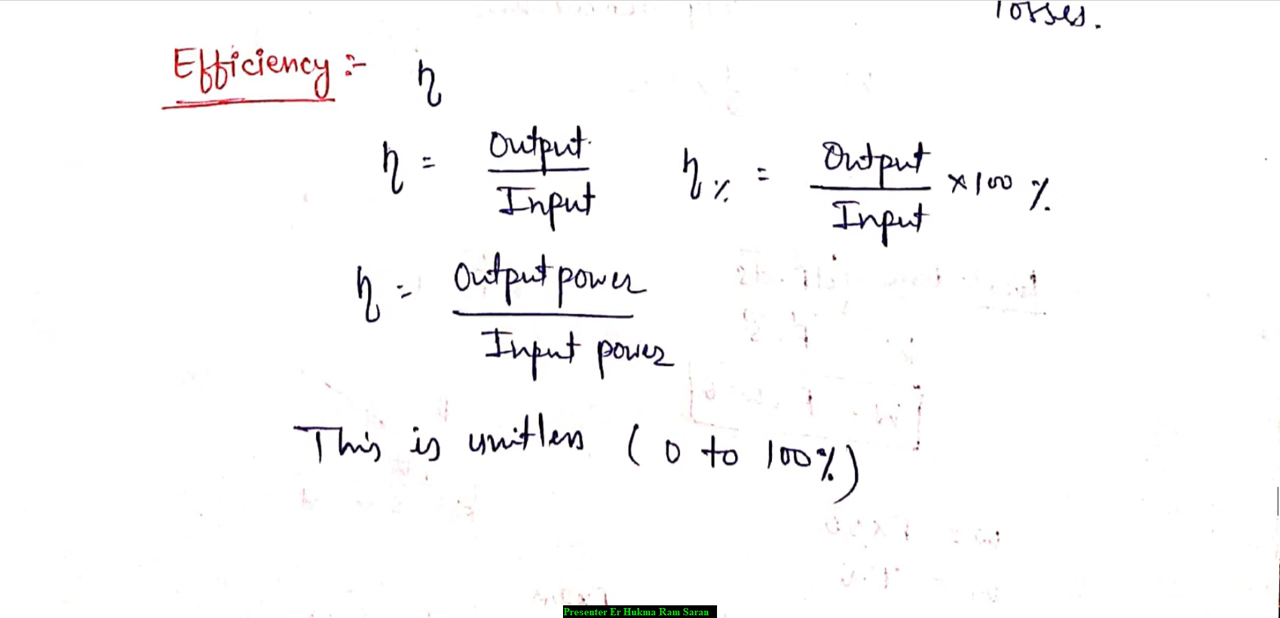 losses.
Efficiency :- η
η = Output / Input    η% = Output / Input ×100 %
η = Output power / Input power
This is unitless ( 0 to 100%)
Presenter Er Hukma Ram Saran